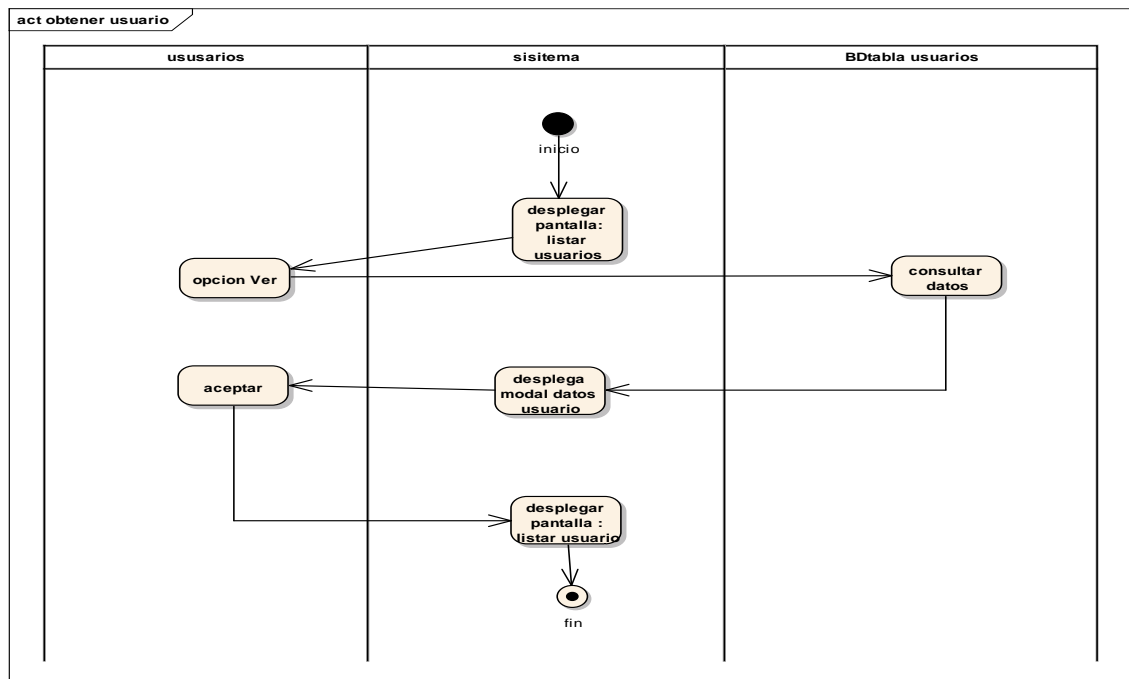 act obtener usuario
ususarios
sisitema
BDtabla usuarios
inicio
desplegar
pantalla:
listar
usuarios
opcion Ver
consultar
datos
aceptar
desplega
modal datos
usuario
desplegar
pantalla :
listar usuario
fin